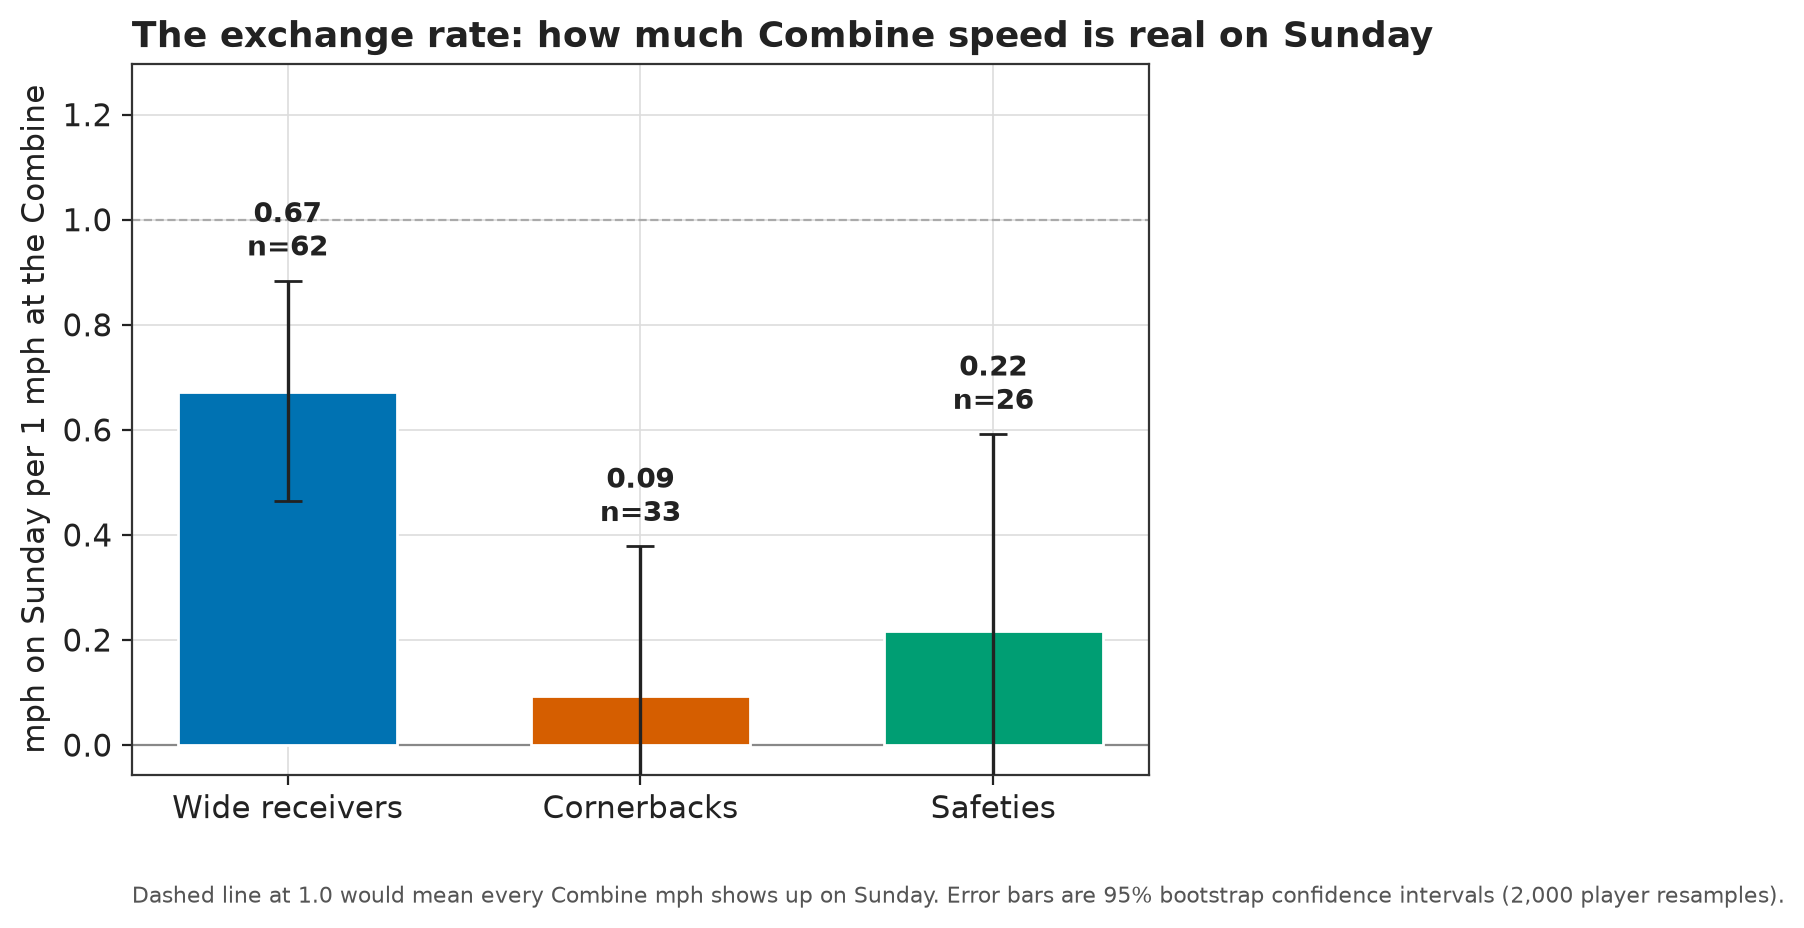 The exchange rate: how much Combine speed is real on Sunday
mph on Sunday per 1 mph at the Combine
1.2
1.0
0.8
0.6
0.4
0.2
0.0
0.67
n=62
0.09
n=33
0.22
n=26
Wide receivers
Cornerbacks
Safeties
Dashed line at 1.0 would mean every Combine mph shows up on Sunday. Error bars are 95% bootstrap confidence intervals (2,000 player resamples).